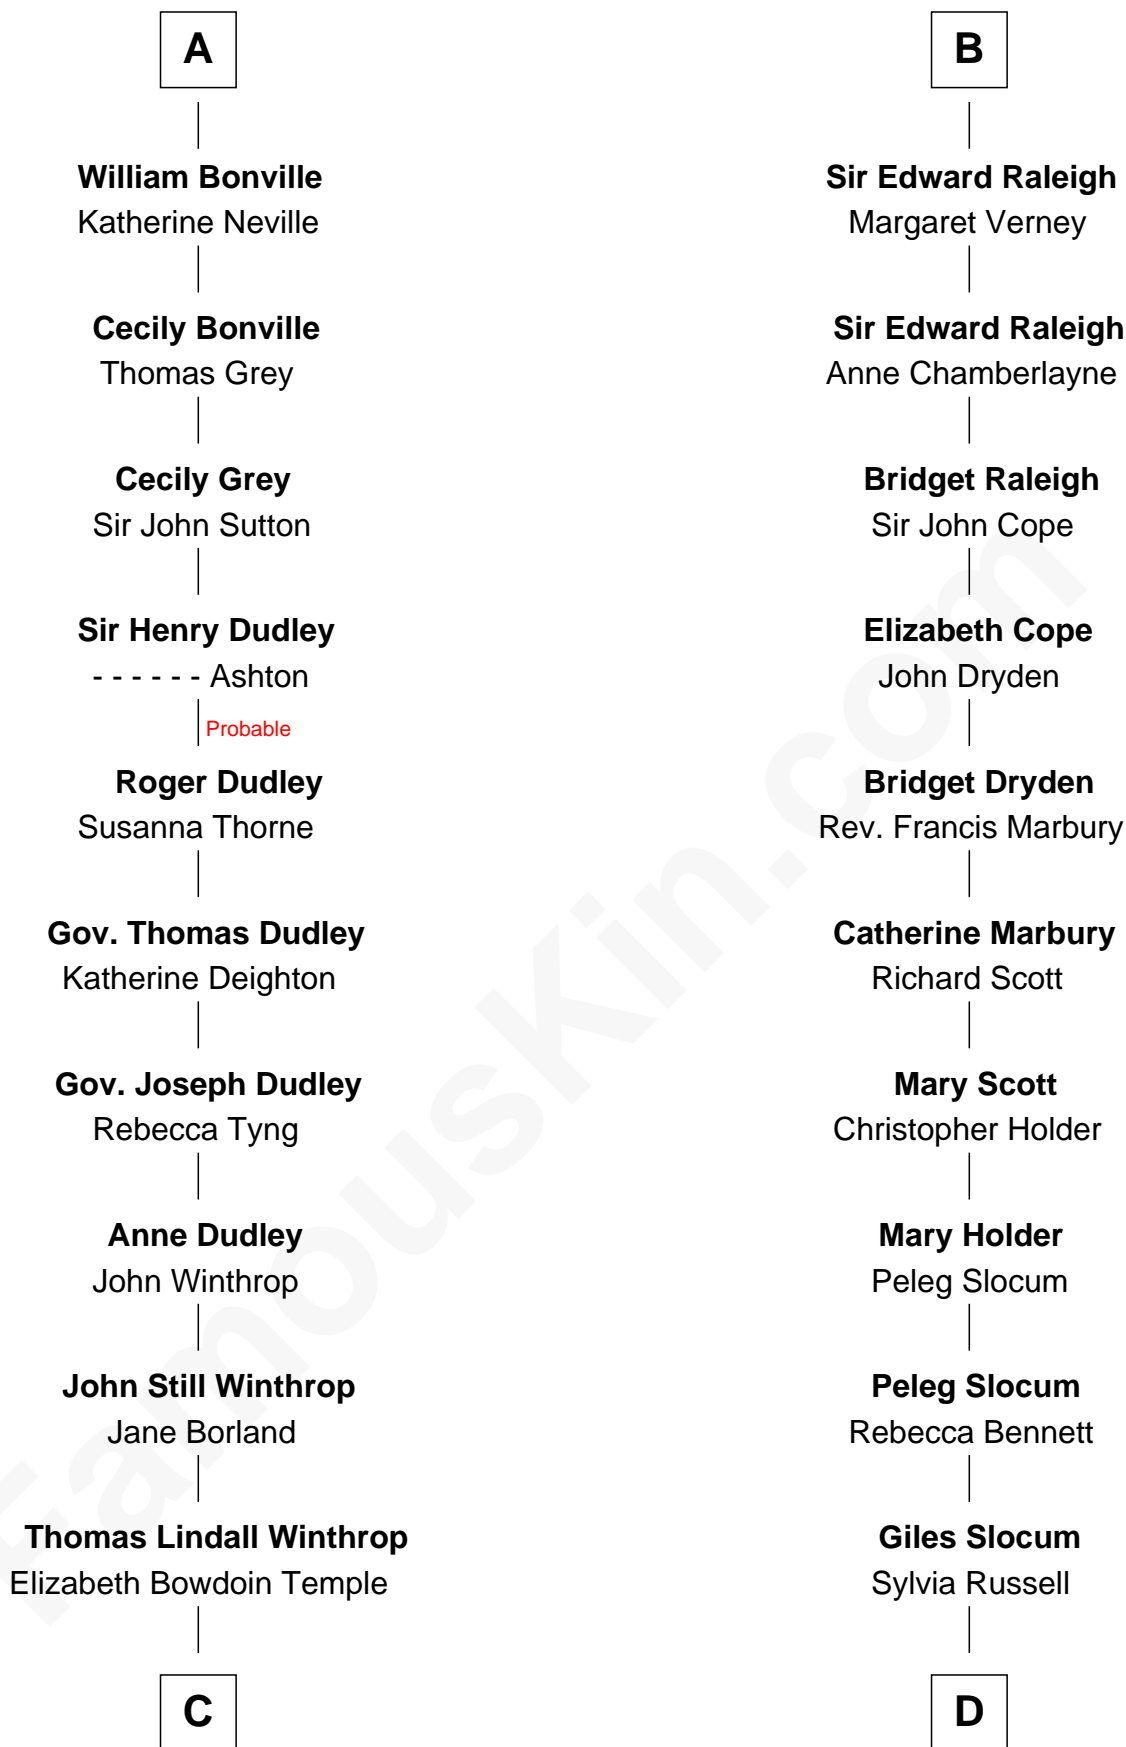 A
William Bonville
Katherine Neville
Cecily Bonville
Thomas Grey
Cecily Grey
Sir John Sutton
Sir Henry Dudley
- - - - - - Ashton
Probable
Roger Dudley
Susanna Thorne
Gov. Thomas Dudley
Katherine Deighton
Gov. Joseph Dudley
Rebecca Tyng
Anne Dudley
John Winthrop
John Still Winthrop
Jane Borland
Thomas Lindall Winthrop
Elizabeth Bowdoin Temple
C
B
Sir Edward Raleigh
Margaret Verney
Sir Edward Raleigh
Anne Chamberlayne
Bridget Raleigh
Sir John Cope
Elizabeth Cope
John Dryden
Bridget Dryden
Rev. Francis Marbury
Catherine Marbury
Richard Scott
Mary Scott
Christopher Holder
Mary Holder
Peleg Slocum
Peleg Slocum
Rebecca Bennett
Giles Slocum
Sylvia Russell
D
FamousKin.com